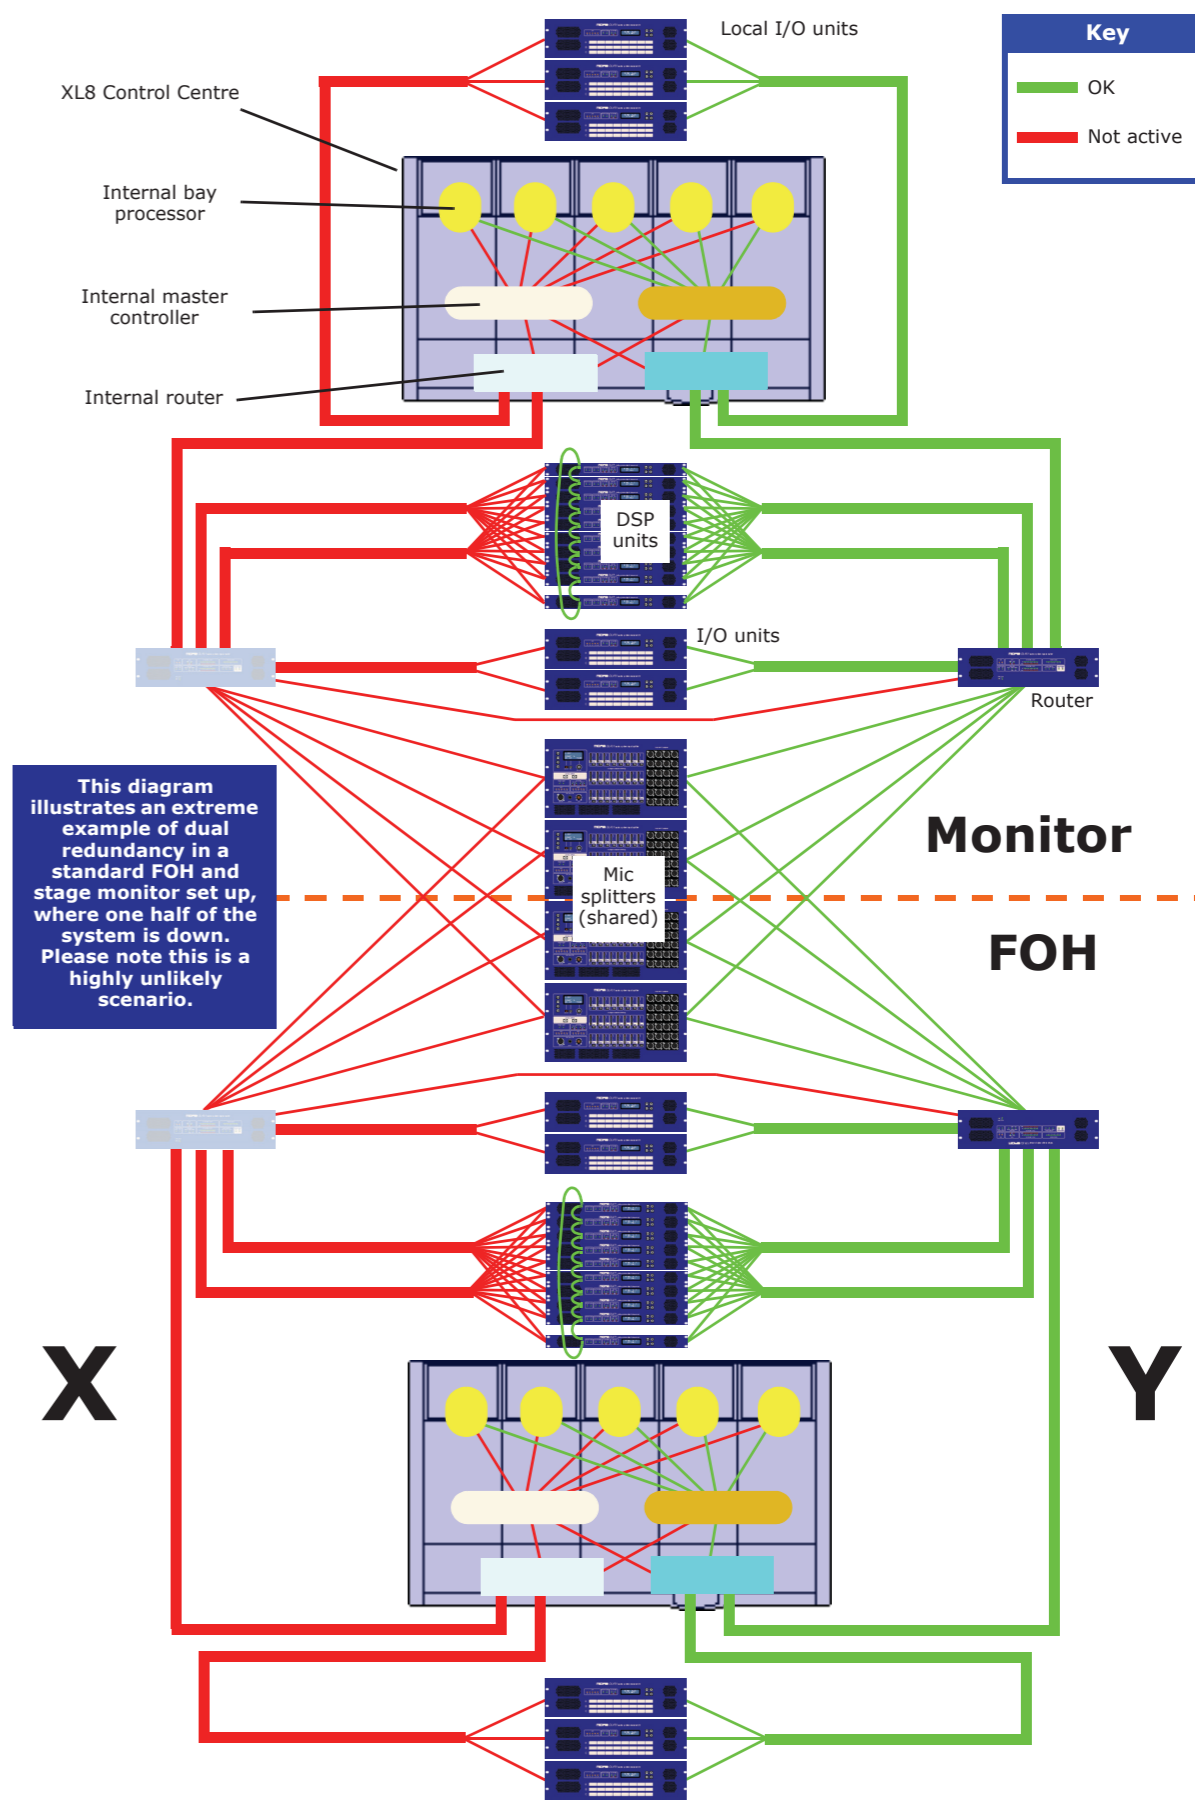 Local I/O units
Key
OK
Not active
XL8 Control Centre
Internal bay
processor
Internal master
controller
Internal router
DSP
units
I/O units
Router
This diagram
illustrates an extreme
example of dual
redundancy in a
standard FOH and
stage monitor set up,
where one half of the
system is down.
Please note this is a
highly unlikely
scenario.
Monitor
Mic
splitters
(shared)
FOH
X
Y